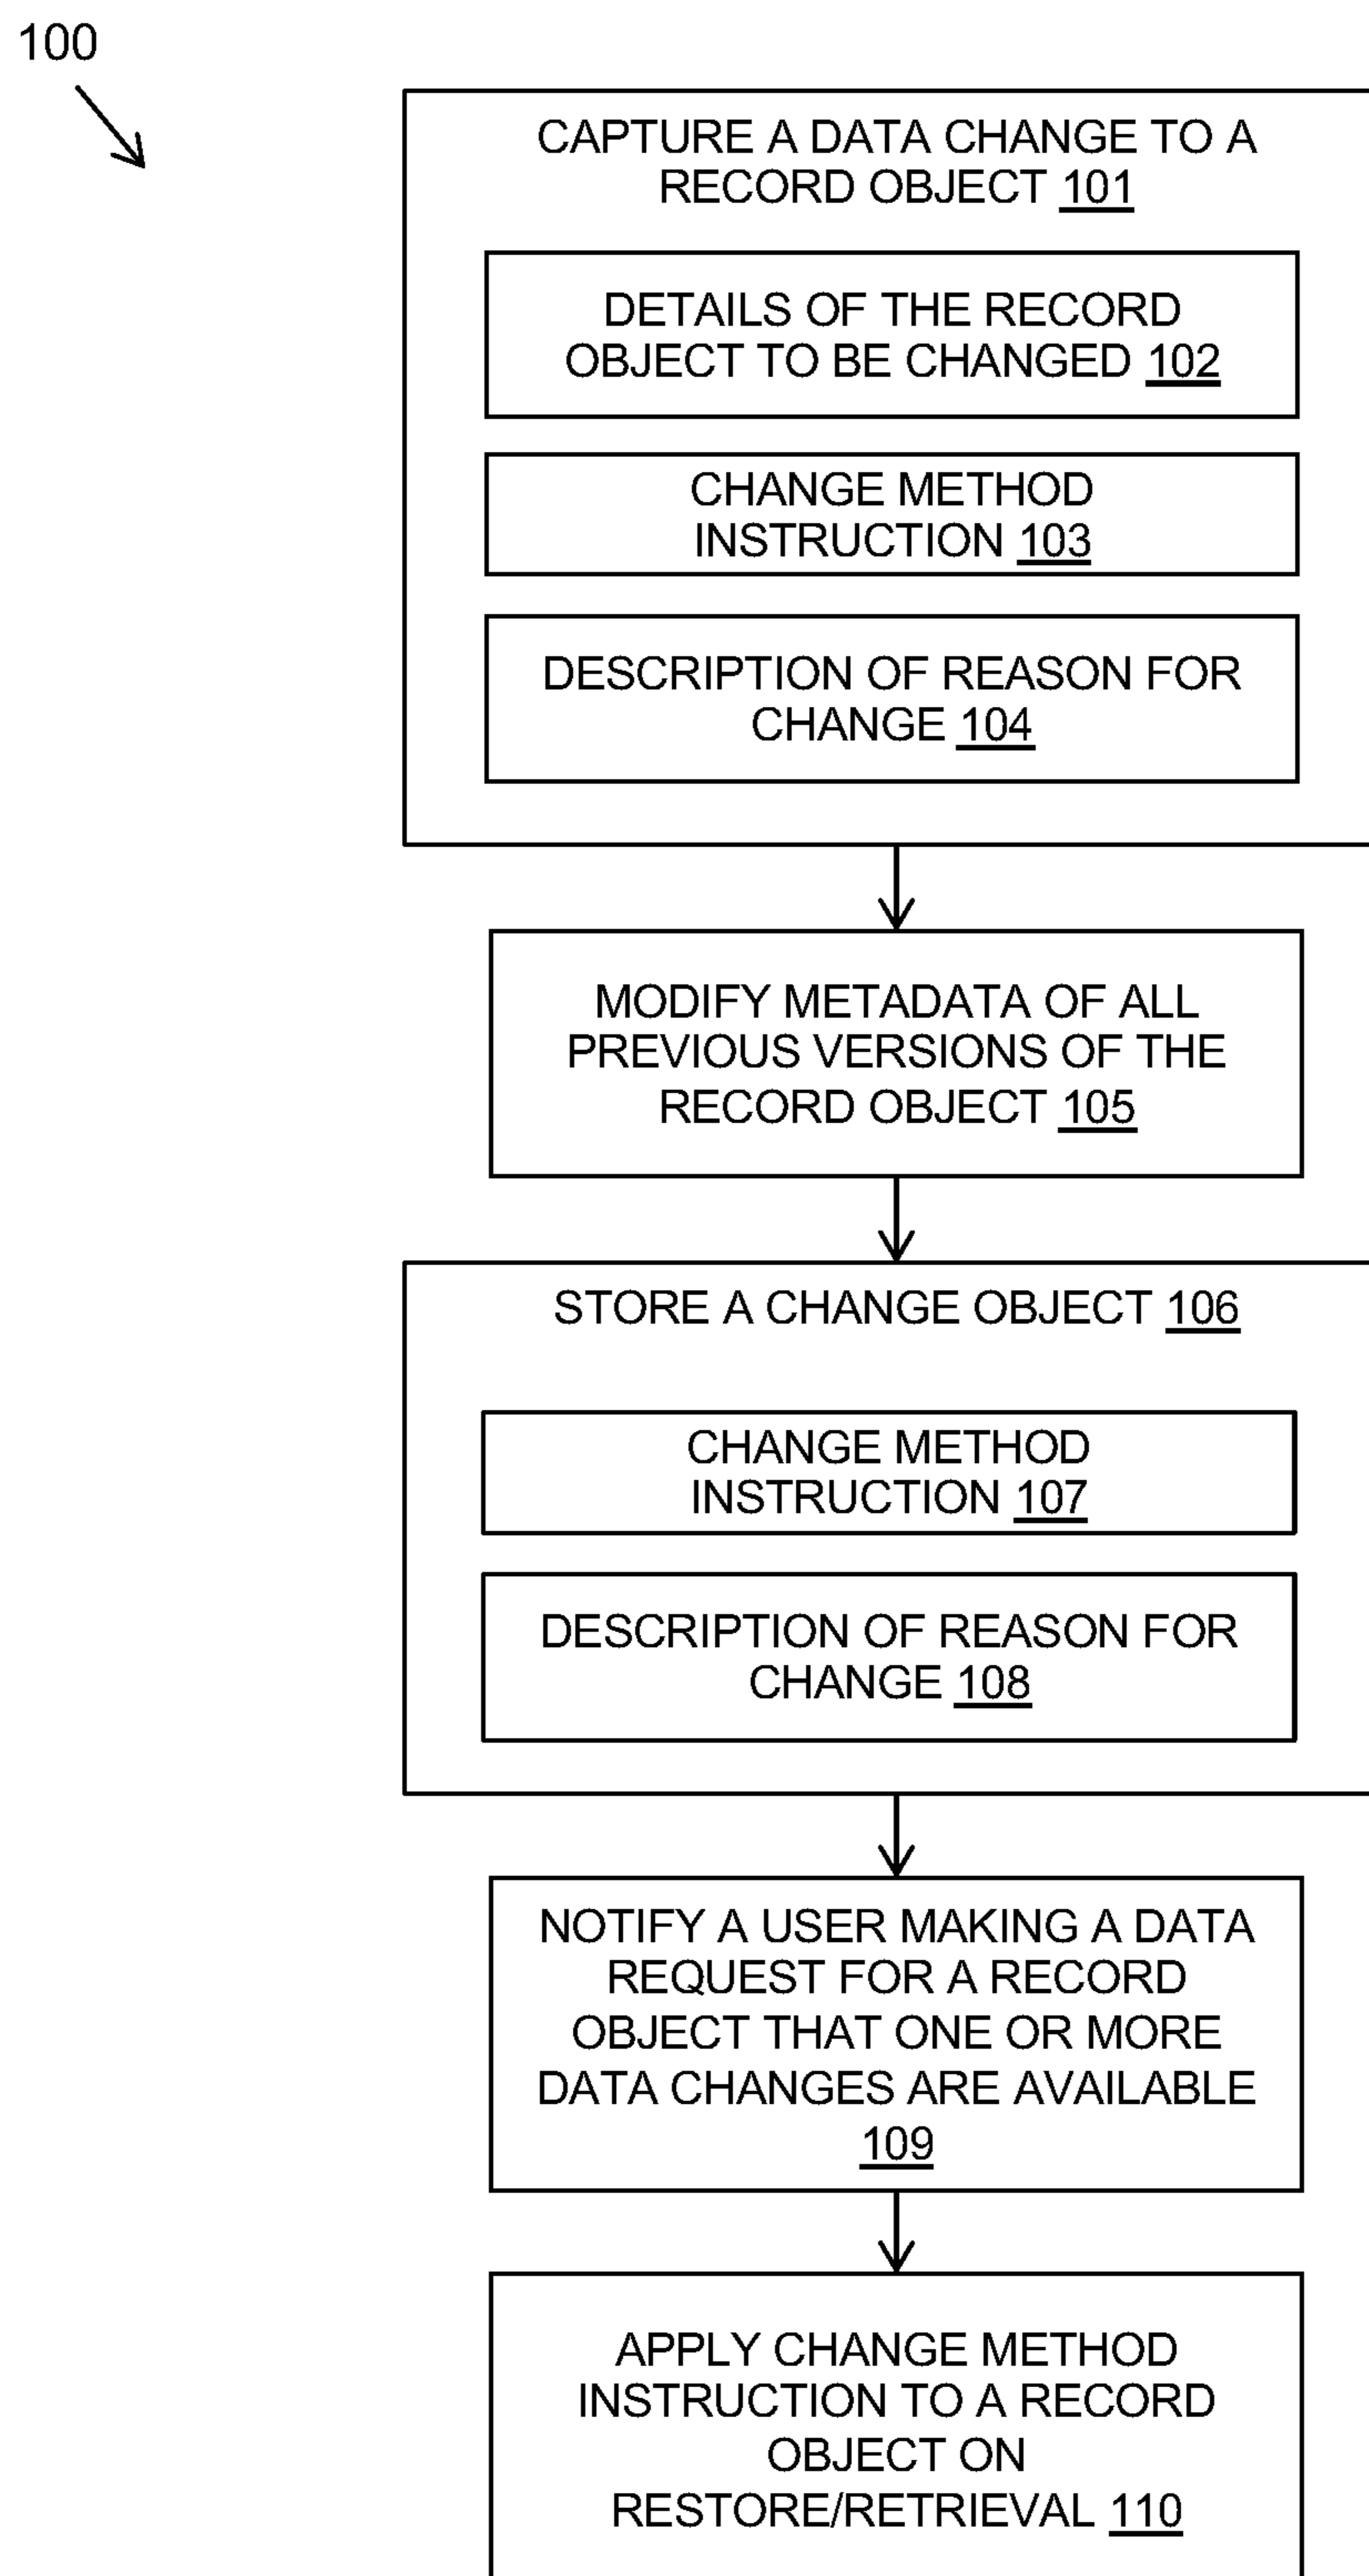 100
CAPTURE A DATA CHANGE TO A
RECORD OBJECT 101
DETAILS OF THE RECORD
OBJECT TO BE CHANGED 102
CHANGE METHOD
INSTRUCTION 103
DESCRIPTION OF REASON FOR
CHANGE 104
MODIFY METADATA OF ALL
PREVIOUS VERSIONS OF THE
RECORD OBJECT 105
STORE A CHANGE OBJECT 106
CHANGE METHOD
INSTRUCTION 107
DESCRIPTION OF REASON FOR
CHANGE 108
NOTIFY A USER MAKING A DATA
REQUEST FOR A RECORD
OBJECT THAT ONE OR MORE
DATA CHANGES ARE AVAILABLE
109
APPLY CHANGE METHOD
INSTRUCTION TO A RECORD
OBJECT ON
RESTORE/RETRIEVAL 110